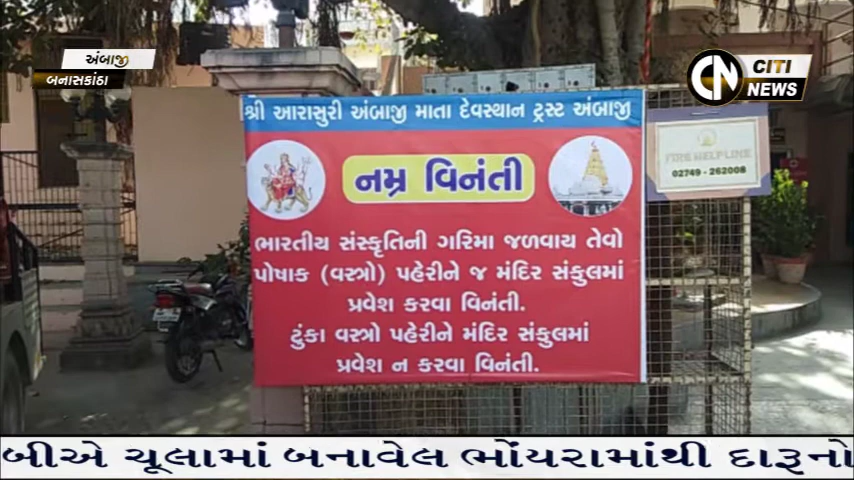 અંબાજી
બનાસકાંઠા
CN CITI NEWS
શ્રી આરાસુરી અંબાજી માતા દેવસ્થાન ટ્રસ્ટ અંબાજી
નમ્ર વિનંતી
ભારતીય સંસ્કૃતિની ગરિમા જળવાય તેવો
પોષાક (વસ્ત્રો) પહેરીને જ મંદિર સંકુલમાં
પ્રવેશ કરવા વિનંતી.
ટુંકા વસ્ત્રો પહેરીને મંદિર સંકુલમાં
પ્રવેશ ન કરવા વિનંતી.
FIRE HELP LINE
02749 - 262008
બીએ ચૂલામાં બનાવેલ ભોંયરામાંથી દારૂનો